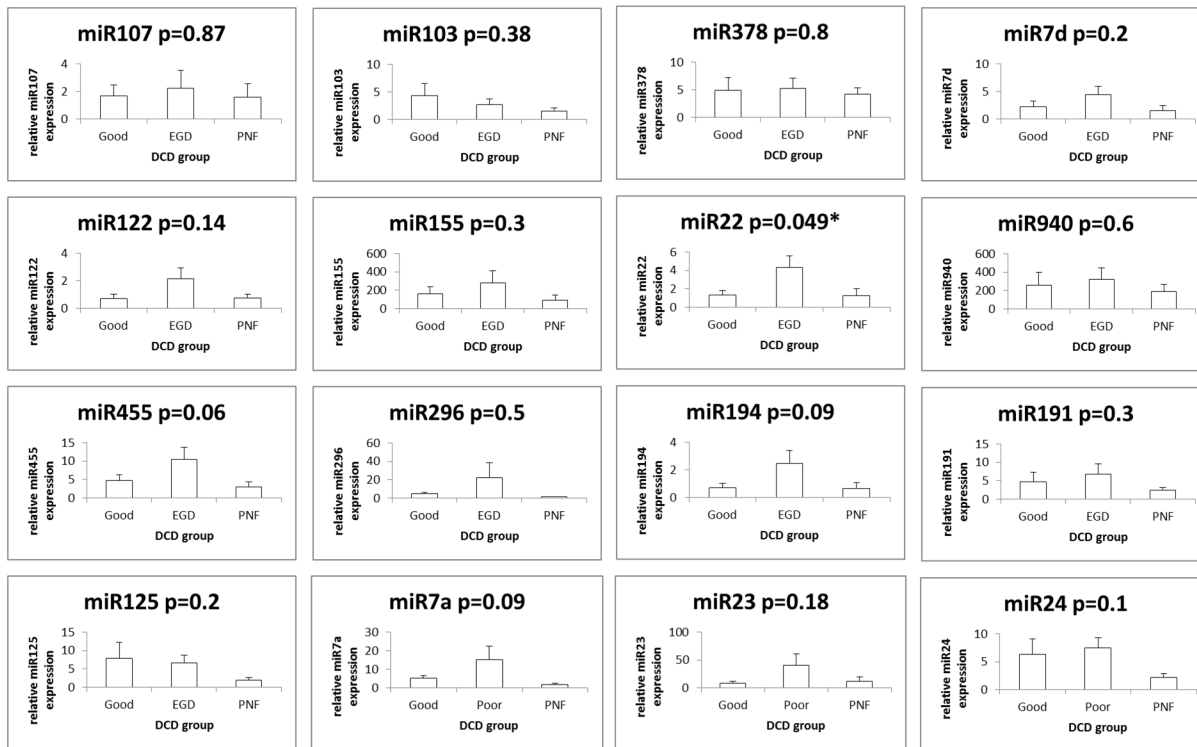 miR107 p=0.87
relative miR107
expression
4
2
0
Good EGD PNF
DCD group
miR103 p=0.38
relative miR103
expression
10
5
0
Good EGD PNF
DCD group
miR378 p=0.8
relative miR378
expression
10
5
0
Good EGD PNF
DCD group
miR7d p=0.2
relative miR7d
expression
10
5
0
Good EGD PNF
DCD group
miR122 p=0.14
relative miR122
expression
4
2
0
Good EGD PNF
DCD group
miR155 p=0.3
relative miR155
expression
600
400
200
0
Good EGD PNF
DCD group
miR22 p=0.049*
relative miR22
expression
6
4
2
0
Good EGD PNF
DCD group
miR940 p=0.6
relative miR940
expression
600
400
200
0
Good EGD PNF
DCD group
miR455 p=0.06
relative miR455
expression
15
10
5
0
Good EGD PNF
DCD group
miR296 p=0.5
relative miR296
expression
60
40
20
0
Good EGD PNF
DCD group
miR194 p=0.09
relative miR194
expression
4
2
0
Good EGD PNF
DCD group
miR191 p=0.3
relative miR191
expression
15
10
5
0
Good EGD PNF
DCD group
miR125 p=0.2
relative miR125
expression
15
10
5
0
Good EGD PNF
DCD group
miR7a p=0.09
relative miR7a
expression
30
20
10
0
Good Poor PNF
DCD group
miR23 p=0.18
relative miR23
expression
100
50
0
Good Poor PNF
DCD group
miR24 p=0.1
relative miR24
expression
10
5
0
Good Poor PNF
DCD group